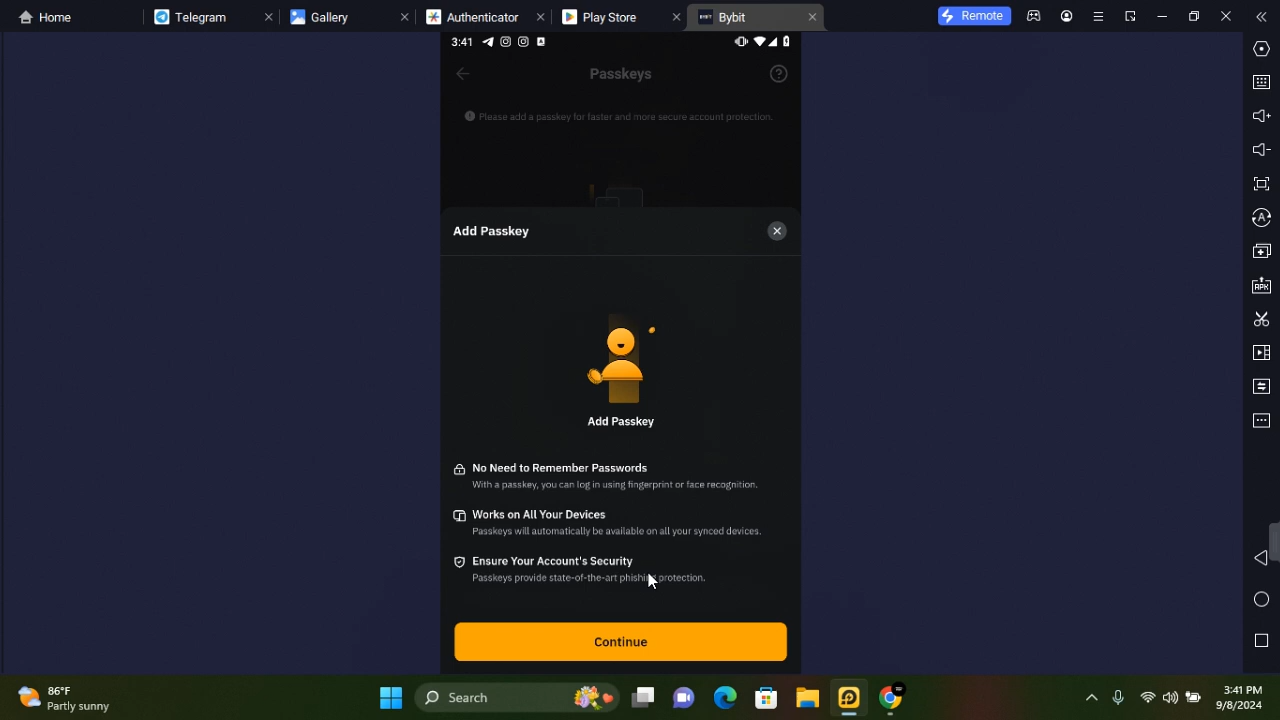 Home
Telegram
Gallery
Authenticator
Play Store
BYBIT
Bybit
Remote
3:41
Passkeys
Please add a passkey for faster and more secure account protection.
Add Passkey
Add Passkey
No Need to Remember Passwords
With a passkey, you can log in using fingerprint or face recognition.
Works on All Your Devices
Passkeys will automatically be available on all your synced devices.
Ensure Your Account's Security
Passkeys provide state-of-the-art phishing protection.
Continue
APK
86°F
Partly sunny
Search
3:41 PM
9/8/2024